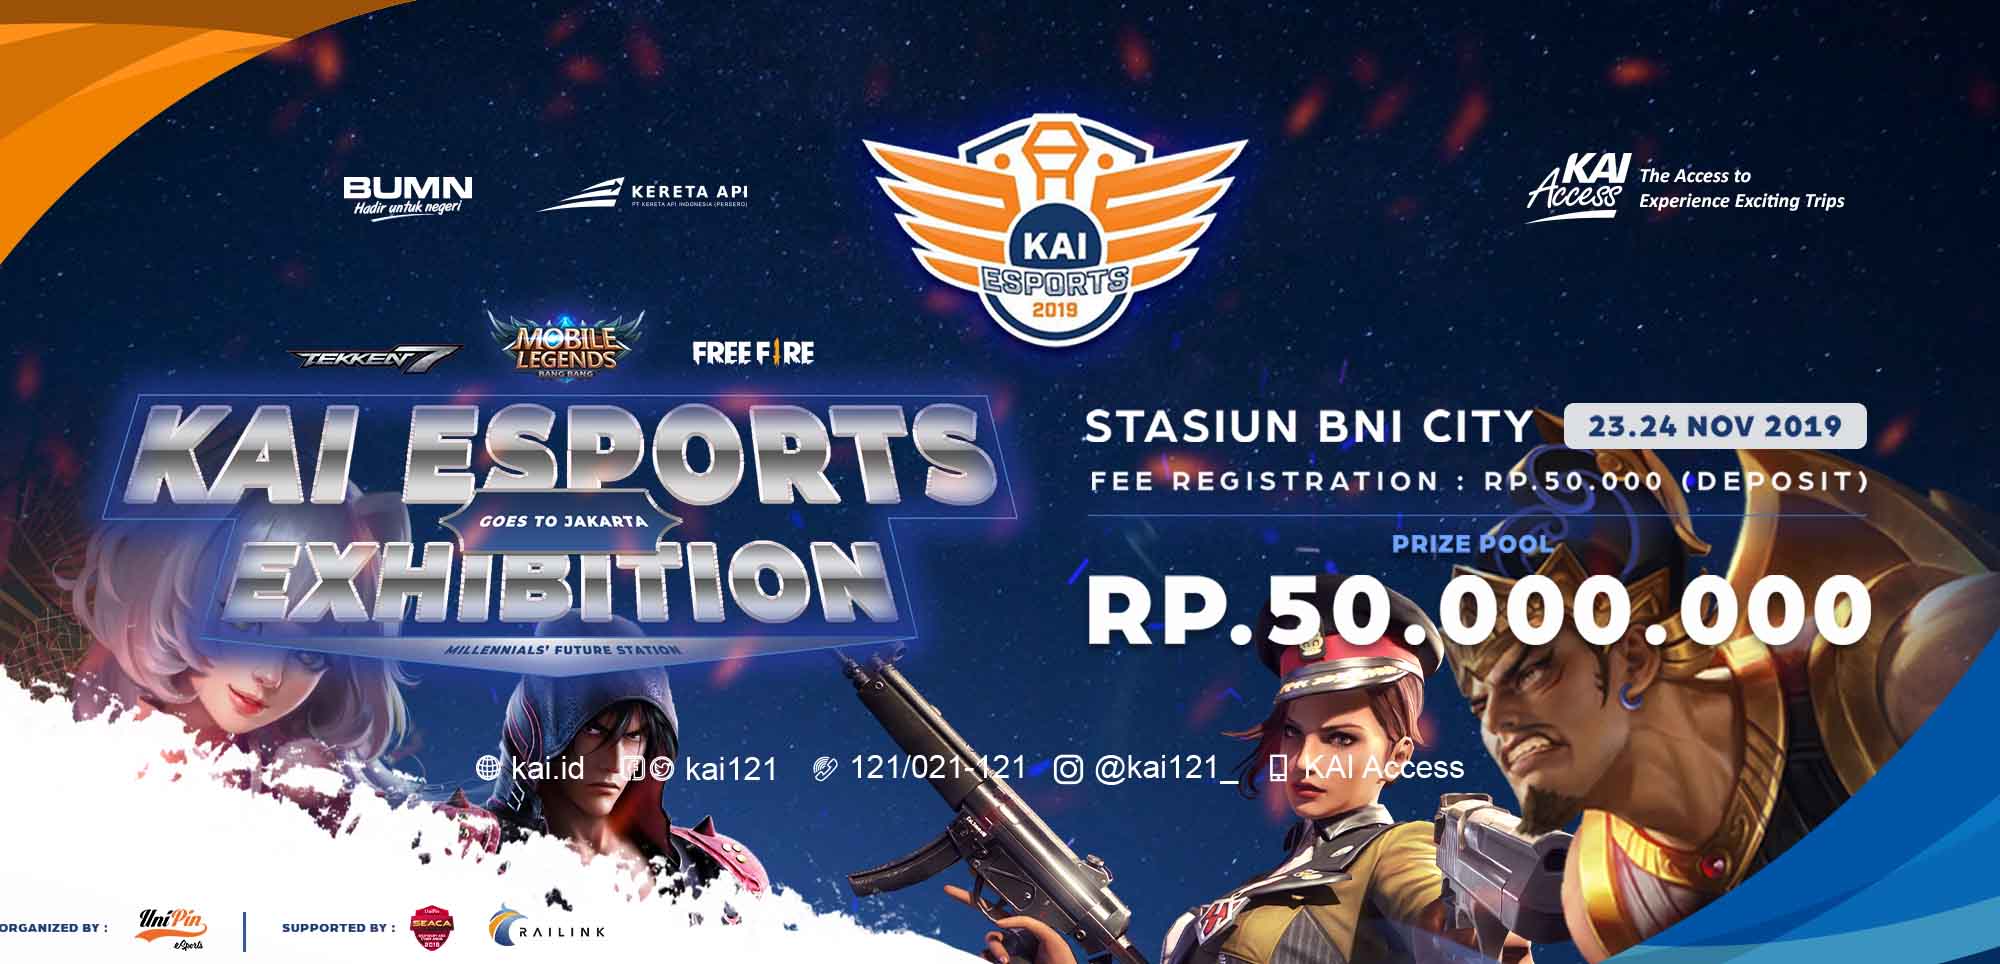 BUMN
Hadir untuk negeri
KERETA API
PT KERETA API INDONESIA (PERSERO)
KAI
ESPORTS
2019
KAI
Access
The Access to
Experience Exciting Trips
TEKKEN 7
MOBILE
LEGENDS
BANG BANG
FREE FIRE
KAI ESPORTS
GOES TO JAKARTA
EXHIBITION
MILLENNIALS' FUTURE STATION
STASIUN BNI CITY
23.24 NOV 2019
FEE REGISTRATION : RP.50.000 (DEPOSIT)
PRIZE POOL
RP.50.000.000
kai.id
kai121
121/021-121
@kai121_
KAI Access
ORGANIZED BY :
UniPin
eSports
SUPPORTED BY :
SEACA
RAILINK